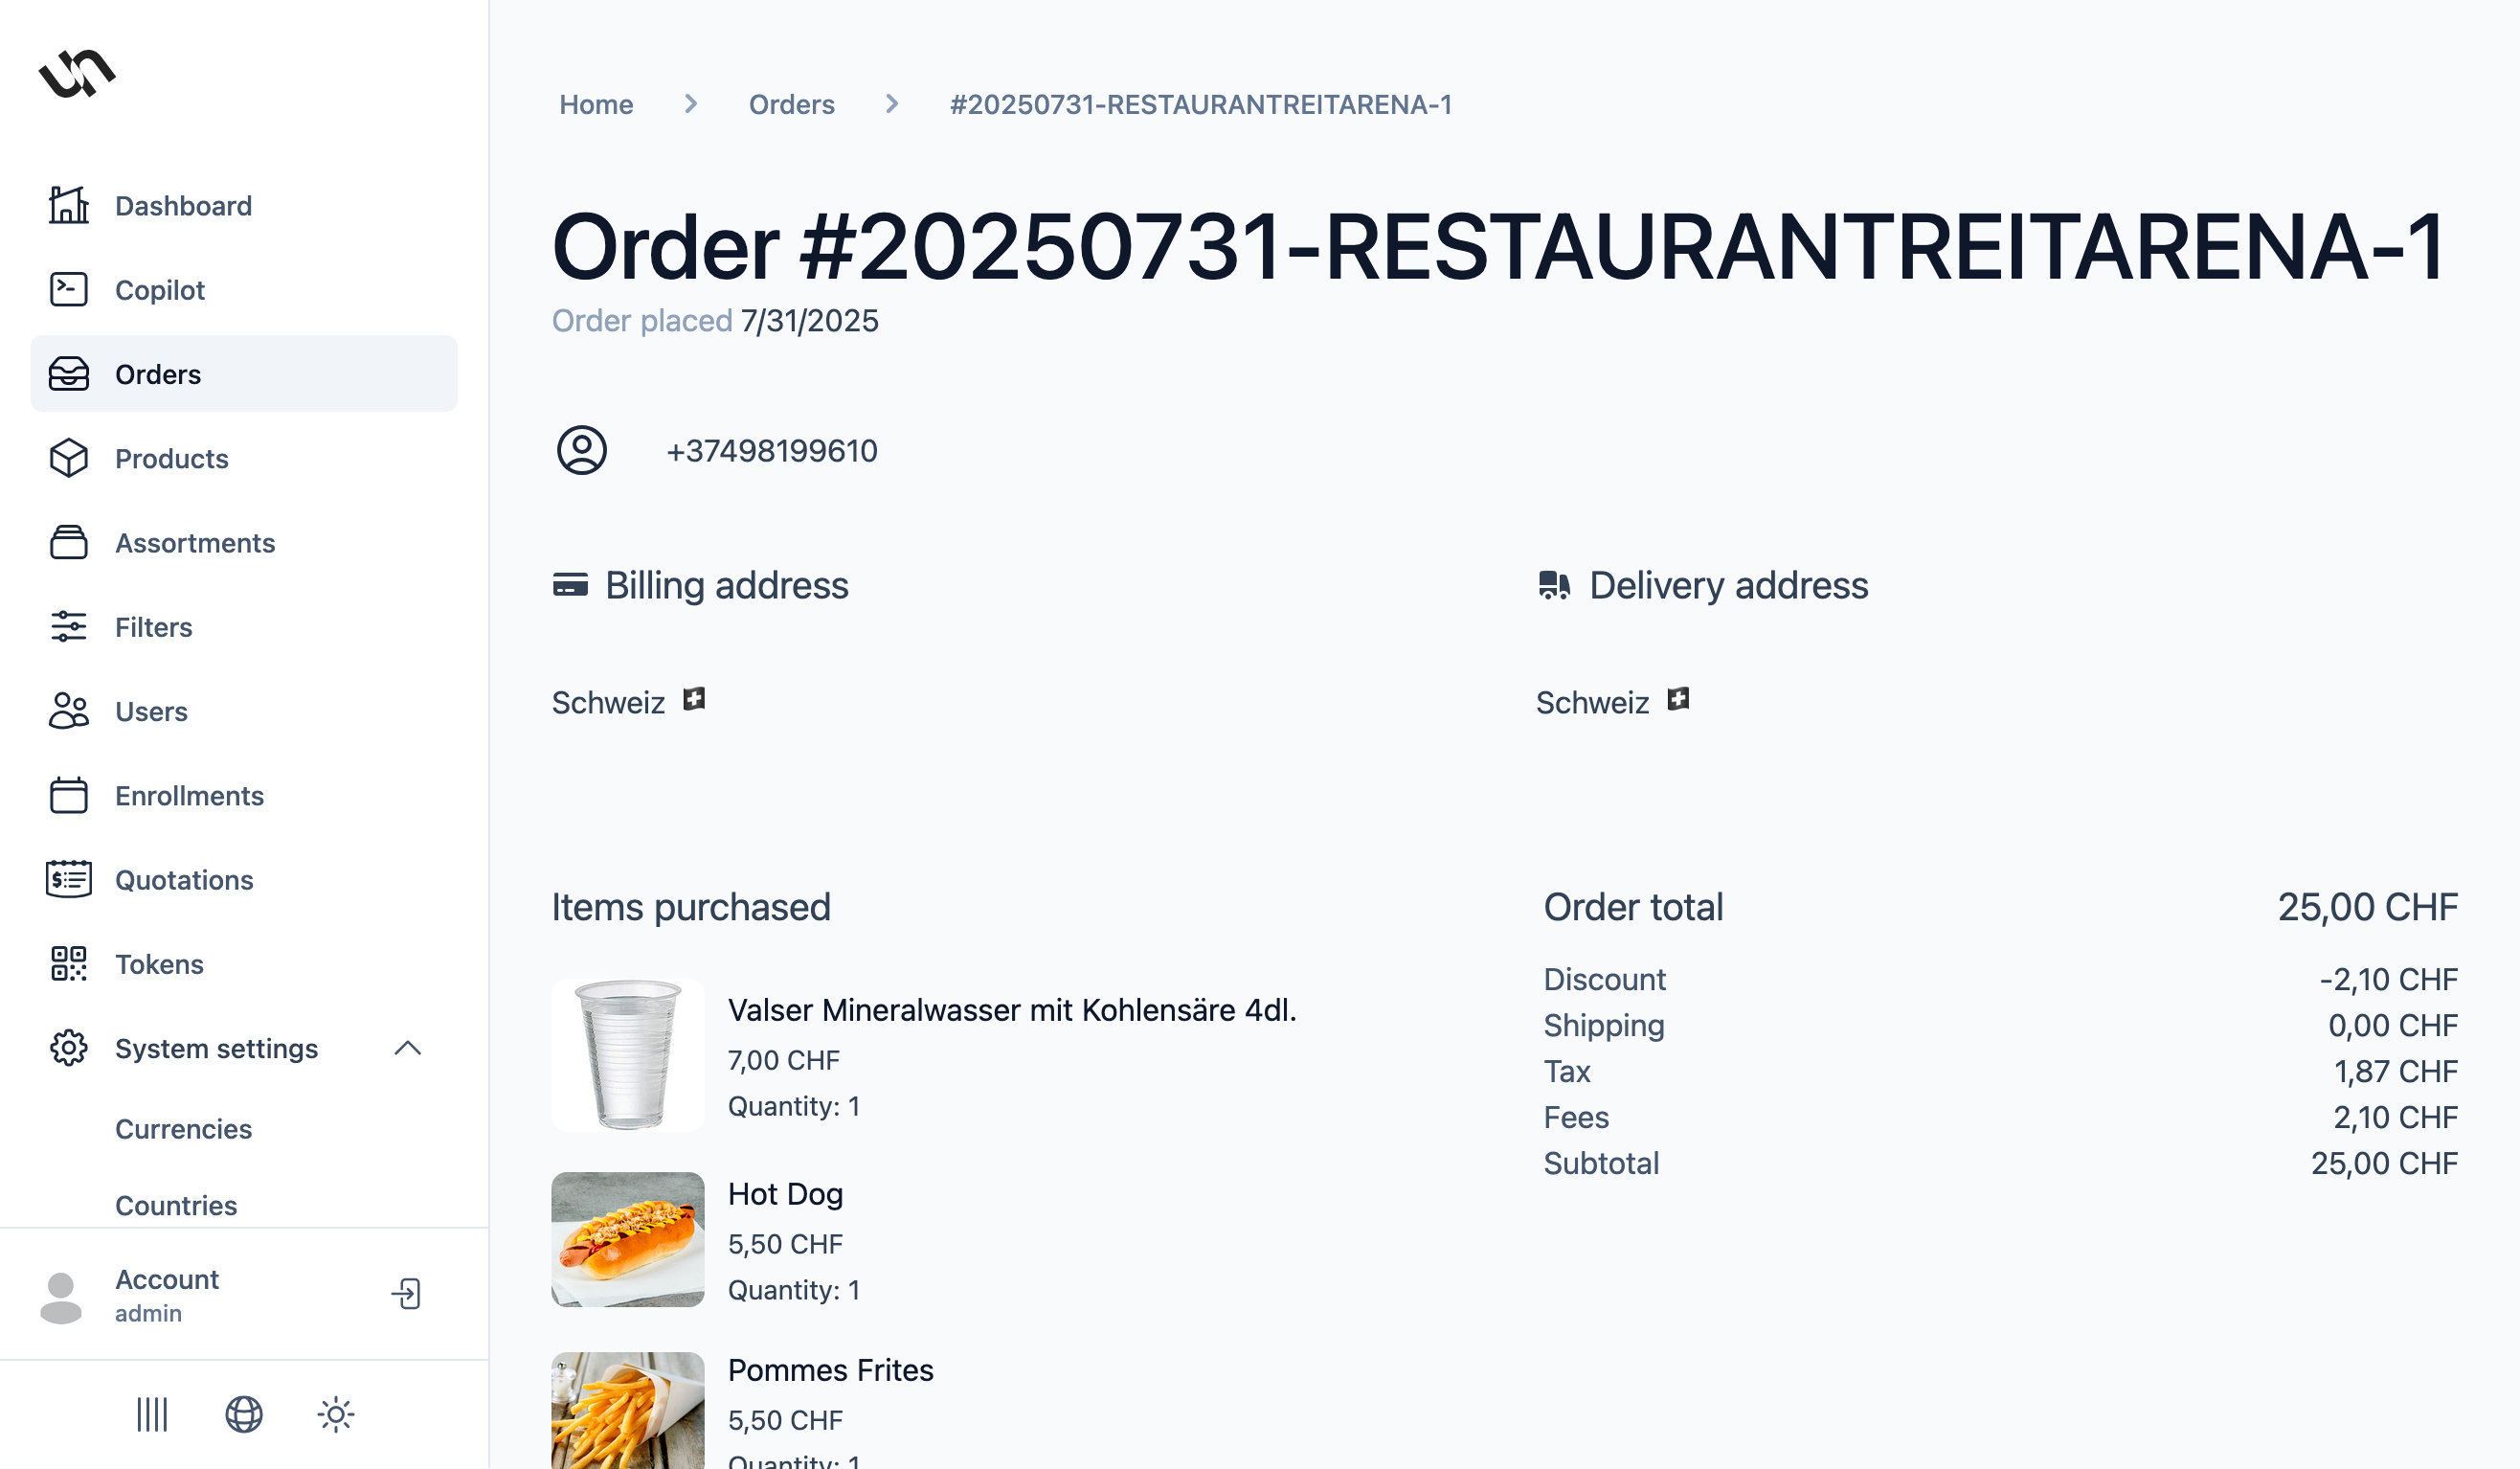 Home > Orders > #20250731-RESTAURANTREITARENA-1
Dashboard
Copilot
Orders
Products
Assortments
Filters
Users
Enrollments
Quotations
Tokens
System settings
Currencies
Countries
Account
admin
Order #20250731-RESTAURANTREITARENA-1
Order placed 7/31/2025
+37498199610
Billing address
Schweiz
Delivery address
Schweiz
Items purchased
Valser Mineralwasser mit Kohlensäre 4dl.
7,00 CHF
Quantity: 1
Hot Dog
5,50 CHF
Quantity: 1
Pommes Frites
5,50 CHF
Quantity: 1
Order total 25,00 CHF
Discount -2,10 CHF
Shipping 0,00 CHF
Tax 1,87 CHF
Fees 2,10 CHF
Subtotal 25,00 CHF